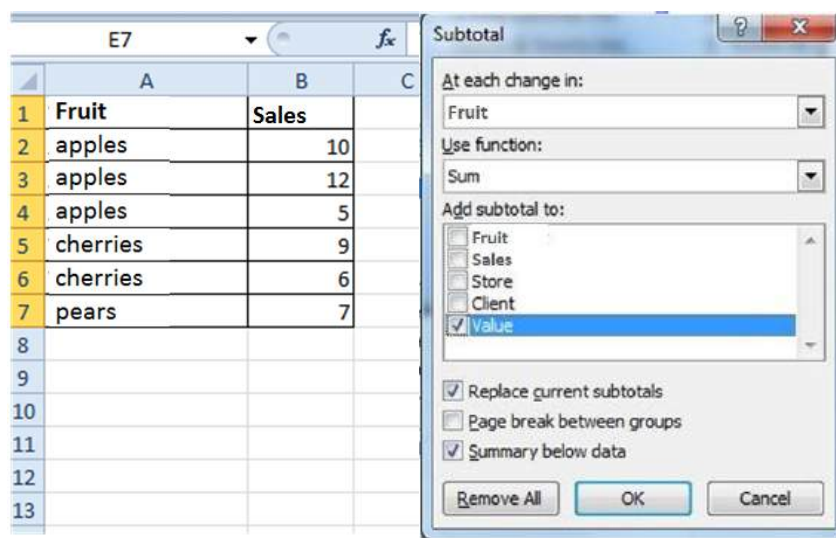 E7 fx
A B C
1 Fruit Sales
2 apples 10
3 apples 12
4 apples 5
5 cherries 9
6 cherries 6
7 pears 7
8
9
10
11
12
13
Subtotal
At each change in:
Fruit
Use function:
Sum
Add subtotal to:
Fruit
Sales
Store
Client
Value
Replace current subtotals
Page break between groups
Summary below data
Remove All OK Cancel